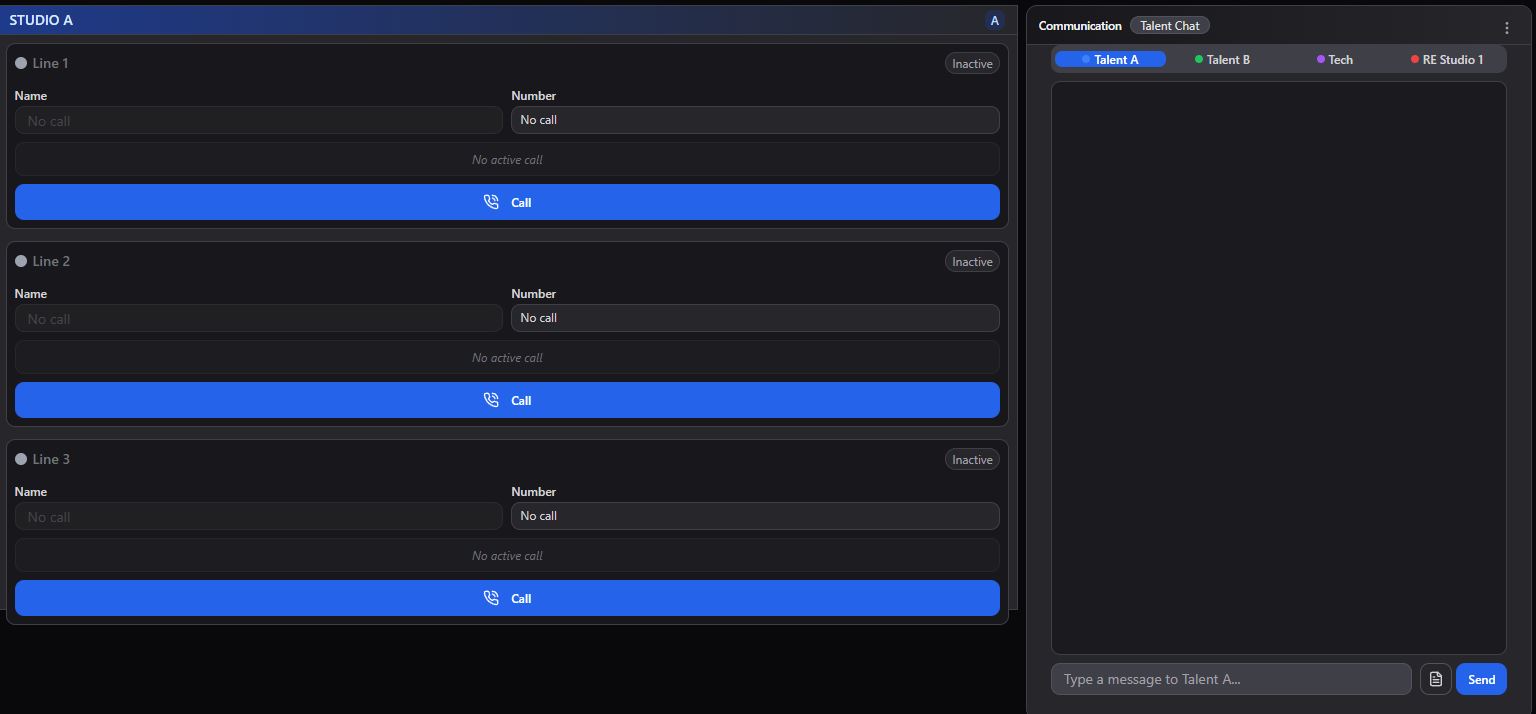 STUDIO A A
Line 1 Inactive
Name Number
No call No call
No active call
Call
Line 2 Inactive
Name Number
No call No call
No active call
Call
Line 3 Inactive
Name Number
No call No call
No active call
Call
Communication Talent Chat
Talent A Talent B Tech RE Studio 1
Type a message to Talent A... Send